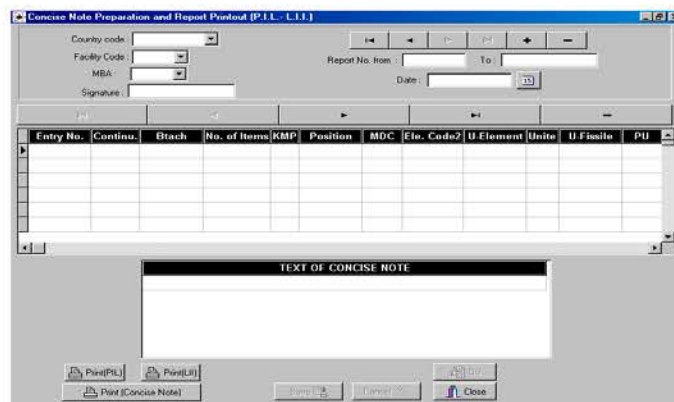 Concise Note Preparation and Report Printout (P.I.L.- L.I.I.)
Country code
Facility Code :
MBA :
Signature :
Report No. from : To :
Date : 15
Entry No. Continu. Btach No. of Items KMP Position MDC Ele. Code2 U-Element Unite U-Fissile PU
TEXT OF CONCISE NOTE
Print(PIL) Print(LII)
Print (Concise Note) Cancel Close